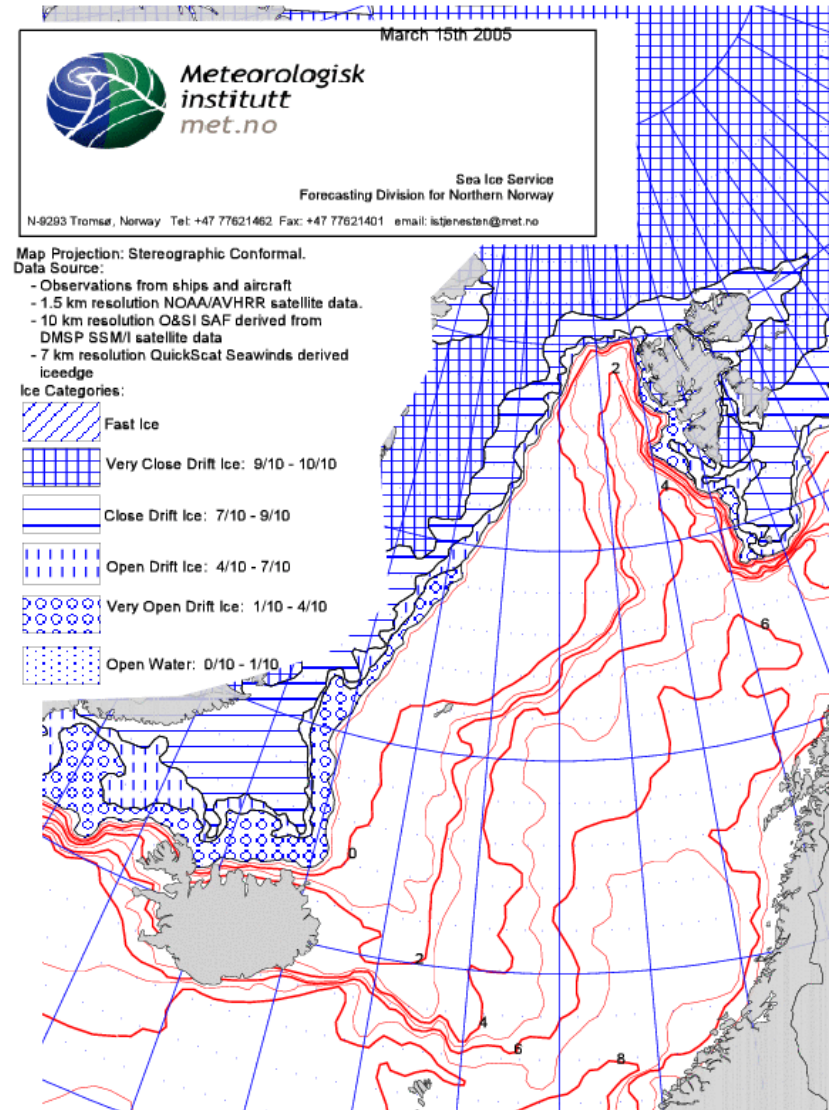 March 15th 2005
Meteorologisk
institutt
met.no
Sea Ice Service
Forecasting Division for Northern Norway
N-9293 Tromsø, Norway Tel: +47 77621462 Fax: +47 77621401 email: istjenesten@met.no
Map Projection: Stereographic Conformal.
Data Source:
- Observations from ships and aircraft
- 1.5 km resolution NOAA/AVHRR satellite data.
- 10 km resolution O&SI SAF derived from
DMSP SSM/I satellite data
- 7 km resolution QuickScat Seawinds derived
iceedge
Ice Categories:
Fast Ice
Very Close Drift Ice: 9/10 - 10/10
Close Drift Ice: 7/10 - 9/10
Open Drift Ice: 4/10 - 7/10
Very Open Drift Ice: 1/10 - 4/10
Open Water: 0/10 - 1/10
2
4
6
0
2
4
6
8